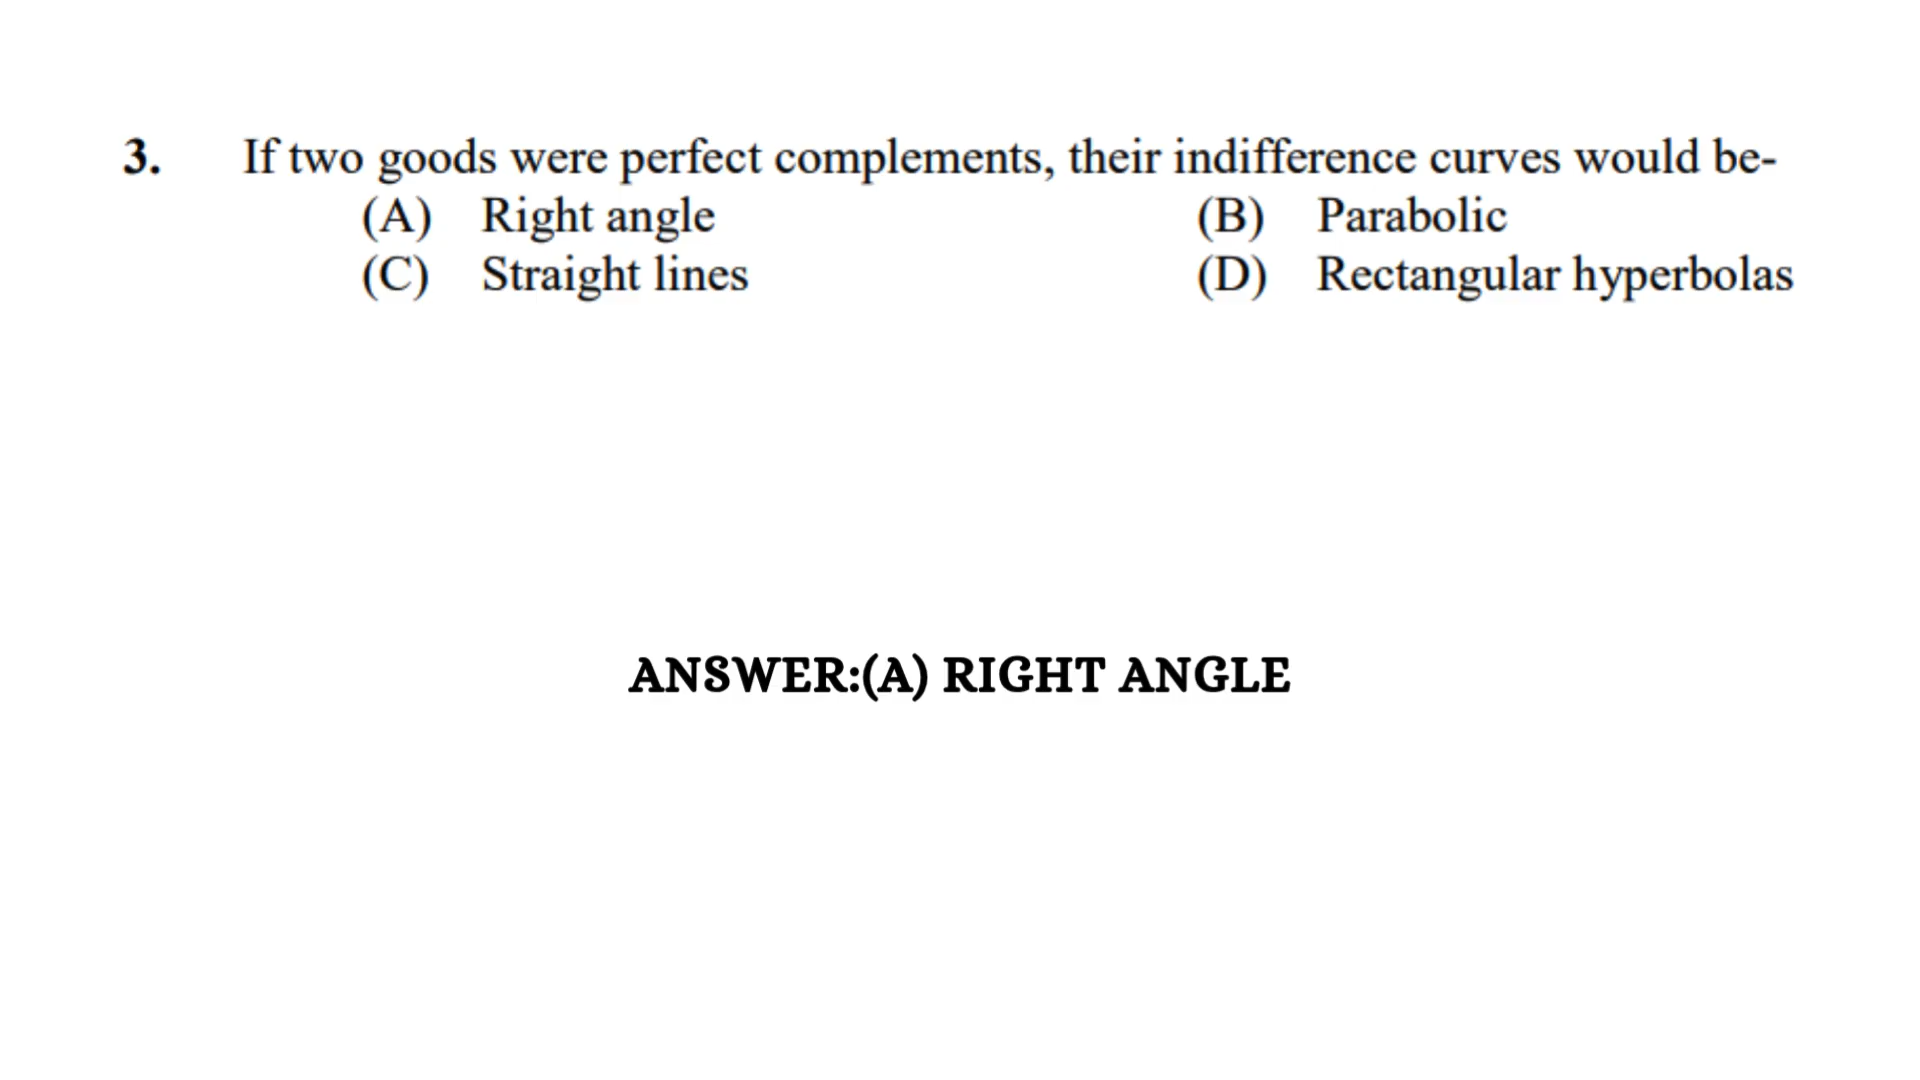 3. If two goods were perfect complements, their indifference curves would be-
(A) Right angle (B) Parabolic
(C) Straight lines (D) Rectangular hyperbolas
ANSWER:(A) RIGHT ANGLE